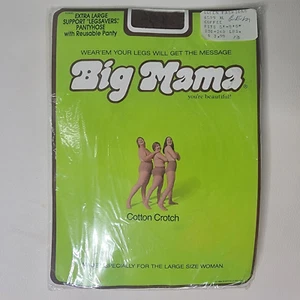 EXTRA LARGE
SUPPORT "LEGSAVERS"
PANTYHOSE
with Reusable Panty
WEAR'EM YOUR LEGS WILL GET THE MESSAGE
Big Mama
you're beautiful!
Cotton Crotch
ESPECIALLY FOR THE LARGE SIZE WOMAN